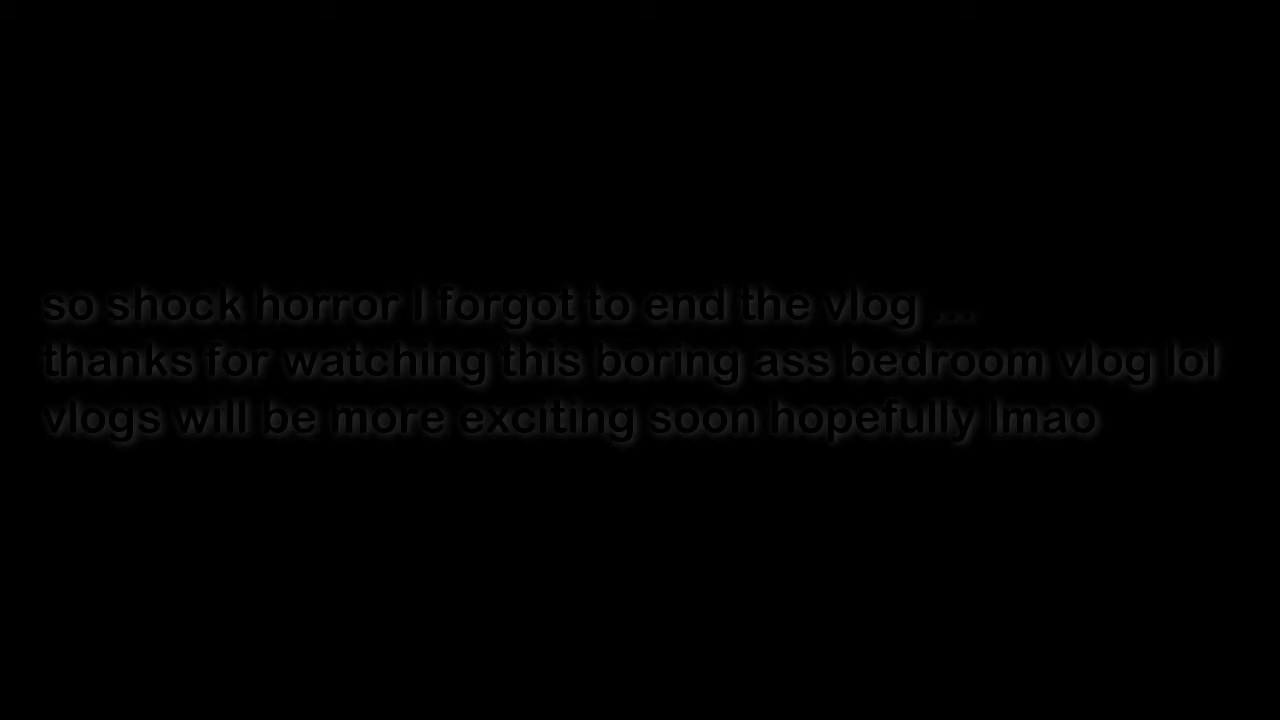 so shock horror I forgot to end the vlog ...
thanks for watching this boring ass bedroom vlog lol
vlogs will be more exciting soon hopefully lmao